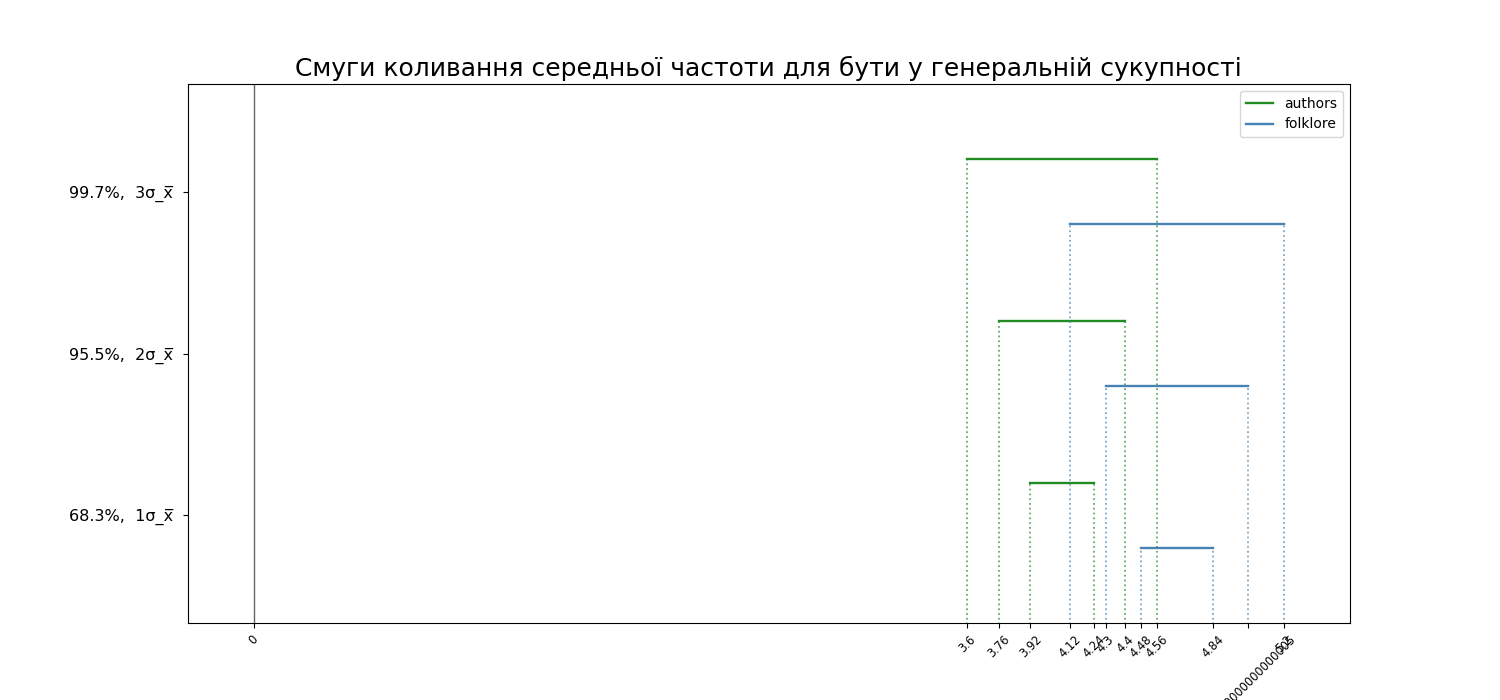 Смуги коливання середньої частоти для бути у генеральній сукупності
authors
folklore
99.7%, 3σ_x̅
95.5%, 2σ_x̅
68.3%, 1σ_x̅
0
3.6
3.76
3.92
4.12
4.24
4.3
4.4
4.48
4.56
4.84